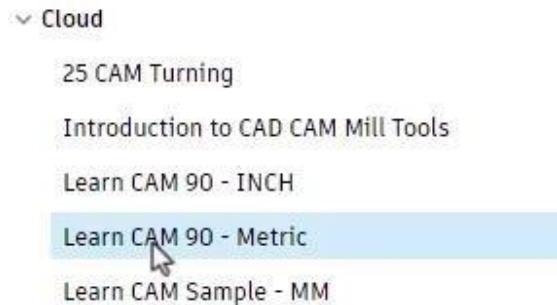 Cloud
25 CAM Turning
Introduction to CAD CAM Mill Tools
Learn CAM 90 - INCH
Learn CAM 90 - Metric
Learn CAM Sample - MM